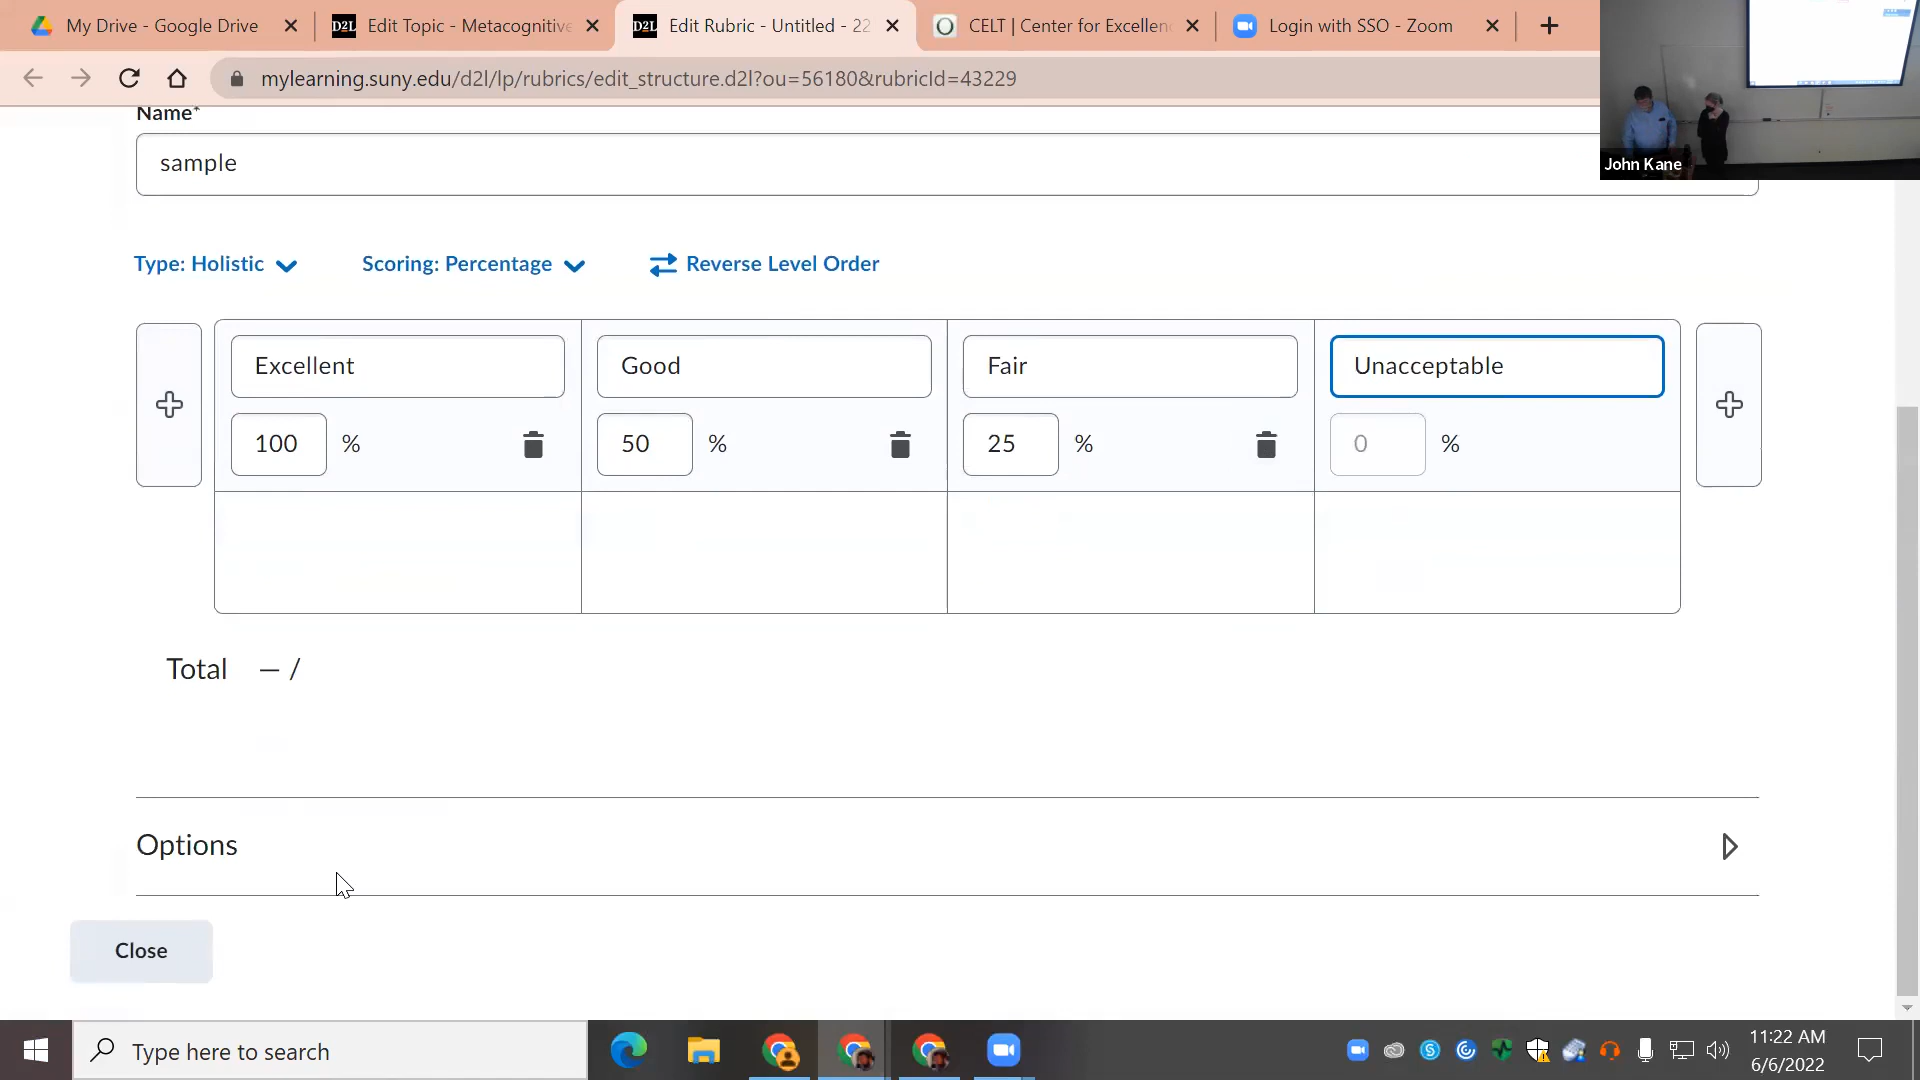 My Drive - Google Drive
D2L Edit Topic - Metacognitive
D2L Edit Rubric - Untitled - 22
CELT | Center for Excellenc
Login with SSO - Zoom
mylearning.suny.edu/d2l/lp/rubrics/edit_structure.d2l?ou=56180&rubricId=43229
John Kane
Name*
sample
Type: Holistic
Scoring: Percentage
Reverse Level Order
Excellent
Good
Fair
Unacceptable
100 %
50 %
25 %
0 %
Total – /
Options
Close
Type here to search
11:22 AM
6/6/2022